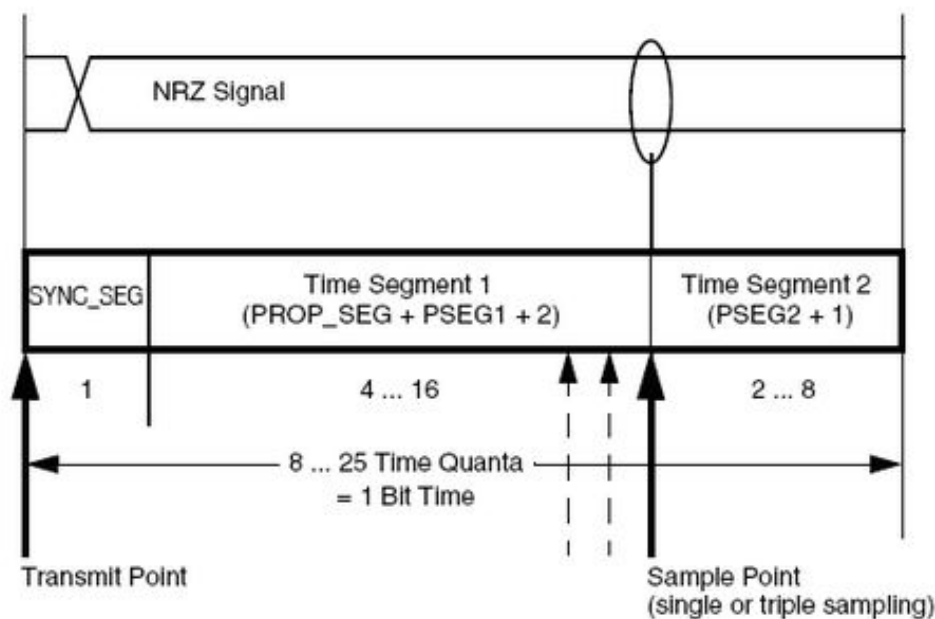 NRZ Signal
SYNC_SEG
Time Segment 1
(PROP_SEG + PSEG1 + 2)
Time Segment 2
(PSEG2 + 1)
1
4 ... 16
2 ... 8
8 ... 25 Time Quanta
= 1 Bit Time
Transmit Point
Sample Point
(single or triple sampling)